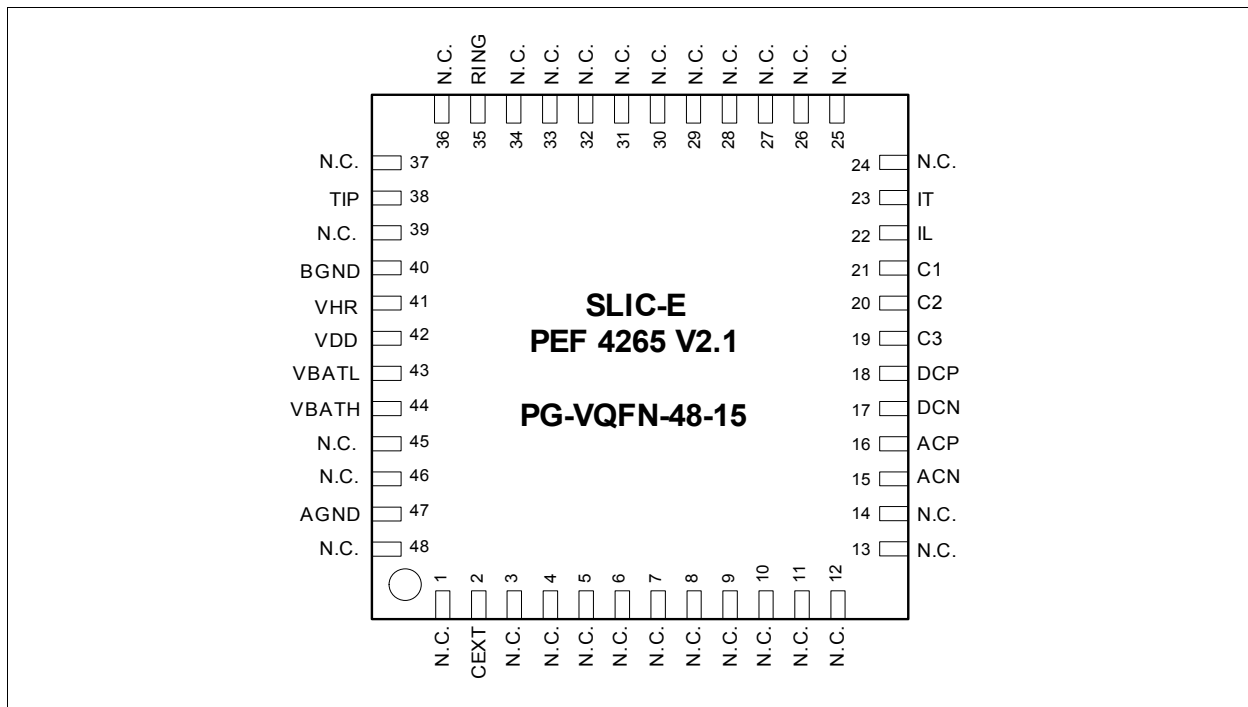 N.C. RING N.C. N.C. N.C. N.C. N.C. N.C. N.C. N.C. N.C. N.C.
36 35 34 33 32 31 30 29 28 27 26 25
N.C. 37 24 N.C.
TIP 38 23 IT
N.C. 39 22 IL
BGND 40 21 C1
VHR 41 20 C2
SLIC-E
VDD 42 19 C3
PEF 4265 V2.1
VBATL 43 18 DCP
VBATH 44 17 DCN
PG-VQFN-48-15
N.C. 45 16 ACP
N.C. 46 15 ACN
AGND 47 14 N.C.
N.C. 48 13 N.C.
1 2 3 4 5 6 7 8 9 10 11 12
N.C. CEXT N.C. N.C. N.C. N.C. N.C. N.C. N.C. N.C. N.C. N.C.